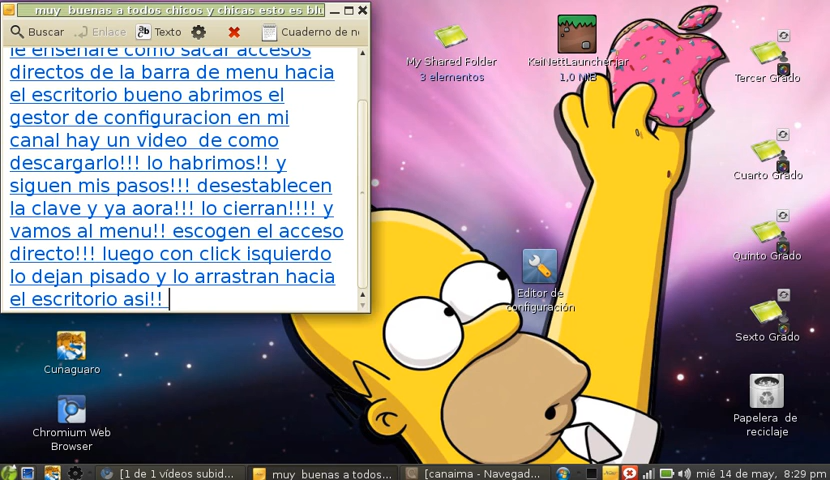 muy buenas a todos chicos y chicas esto es blu
Buscar
Enlace
Texto
Cuaderno de n
le enseñare como sacar accesos
directos de la barra de menu hacia
el escritorio bueno abrimos el
gestor de configuracion en mi
canal hay un video de como
descargarlo!!! lo habrimos!! y
siguen mis pasos!!! desestablecen
la clave y ya aora!!! lo cierran!!!! y
vamos al menu!! escogen el acceso
directo!!! luego con click isquierdo
lo dejan pisado y lo arrastran hacia
el escritorio asi!!
My Shared Folder
3 elementos
KeiNettLauncher.jar
1,0 MiB
Tercer Grado
Cuarto Grado
Quinto Grado
Sexto Grado
Editor de
configuración
Cunaguaro
Chromium Web
Browser
Papelera de
reciclaje
[1 de 1 vídeos subid...
muy buenas a todos...
[canaima - Navegad...
mié 14 de may, 8:29 pm